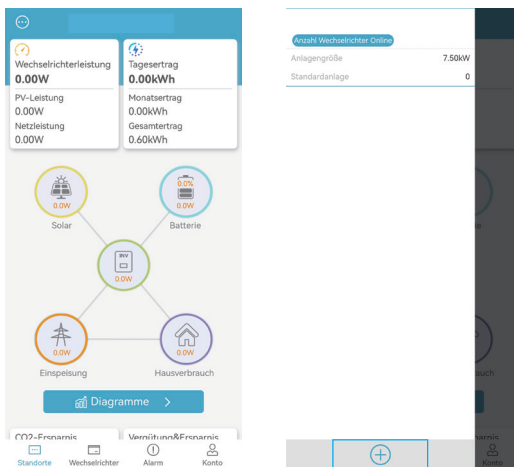 Wechselrichterleistung
0.00W
PV-Leistung
0.00W
Netzleistung
0.00W
Tagesertrag
0.00kWh
Monatsertrag
0.00kWh
Gesamtertrag
0.60kWh
0.0W
Solar
0.0%
0.0W
Batterie
INV
0.0W
0.0W
Einspeisung
0.0W
Hausverbrauch
Diagramme
CO2-Ersparnis
Vergütung&Ersparnis
Standorte
Wechselrichter
Alarm
Konto
Anzahl Wechselrichter Online
Anlagengröße 7.50kW
Standardanlage 0
Konto